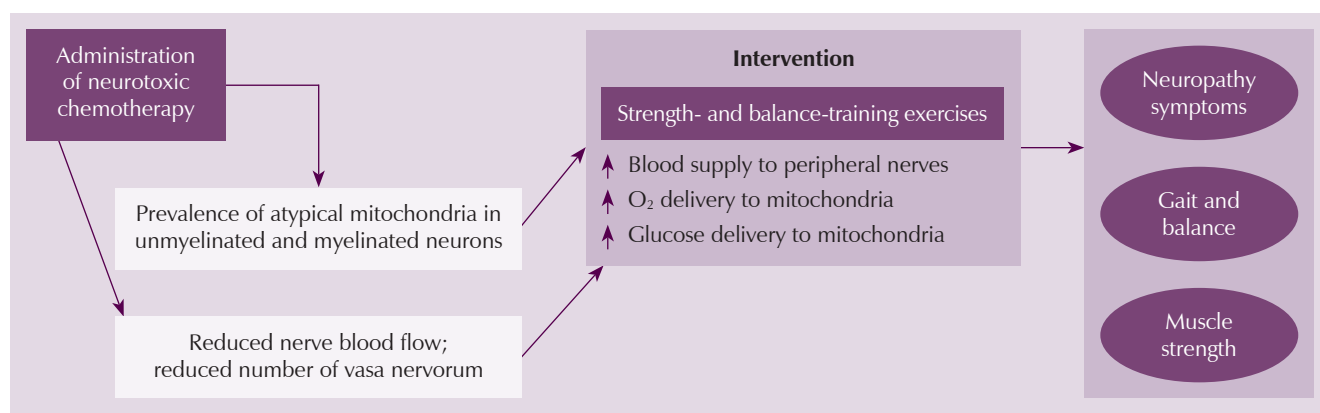 Administration
of neurotoxic
chemotherapy
Prevalence of atypical mitochondria in
unmyelinated and myelinated neurons
Reduced nerve blood flow;
reduced number of vasa nervorum
Intervention
Strength- and balance-training exercises
Blood supply to peripheral nerves
O₂ delivery to mitochondria
Glucose delivery to mitochondria
Neuropathy
symptoms
Gait and
balance
Muscle
strength